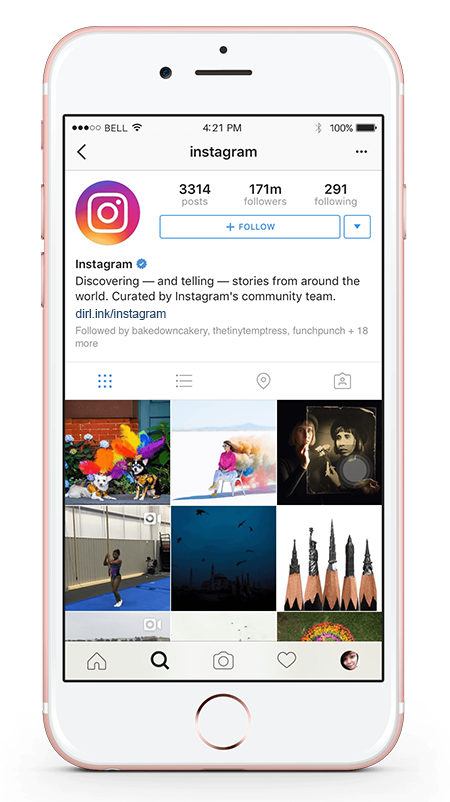 BELL 4:21 PM 100%
instagram
3314 171m 291
posts followers following
+ FOLLOW
Instagram
Discovering — and telling — stories from around the
world. Curated by Instagram's community team.
dirl.ink/instagram
Followed by bakedowncakery, thetinytemptress, funchpunch + 18
more